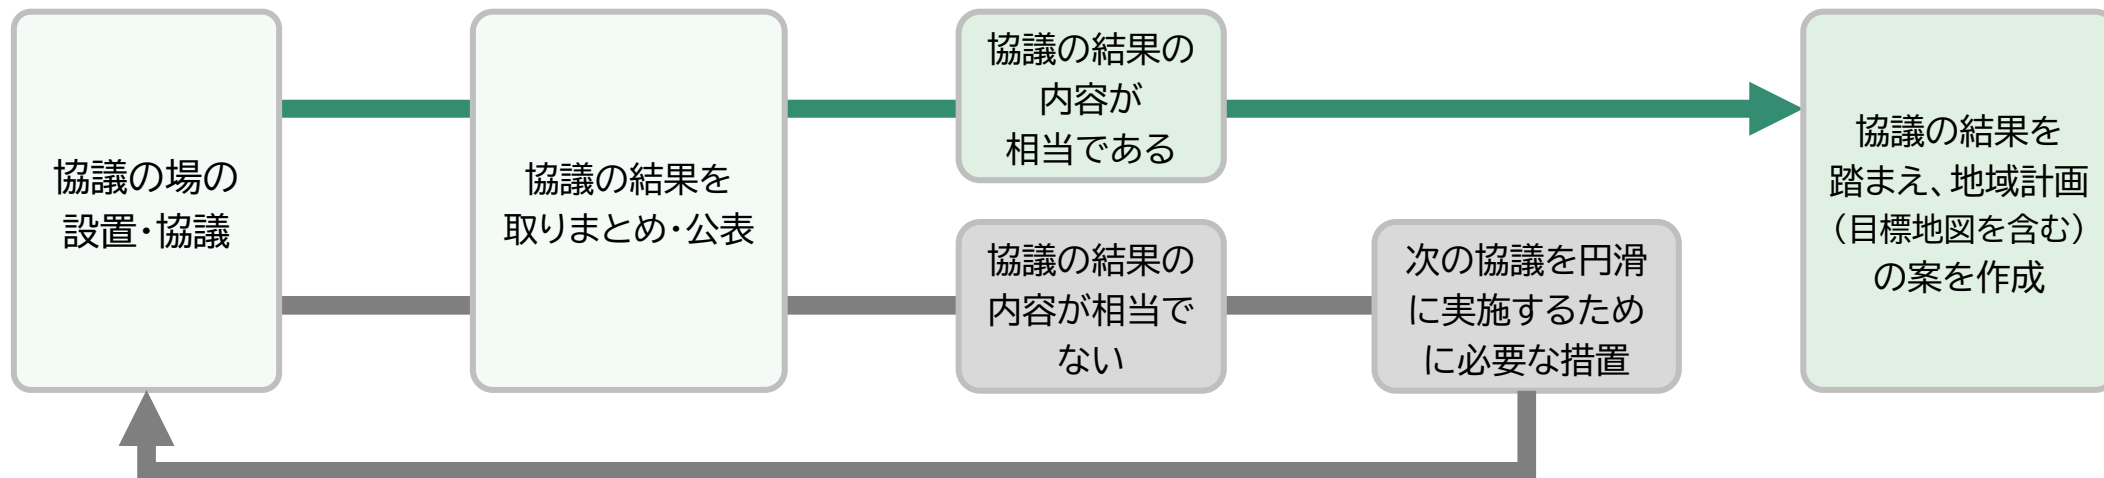 協議の場の
設置・協議
協議の結果を
取りまとめ・公表
協議の結果の
内容が
相当である
協議の結果の
内容が相当で
ない
次の協議を円滑
に実施するため
に必要な措置
協議の結果を
踏まえ、地域計画
（目標地図を含む）
の案を作成